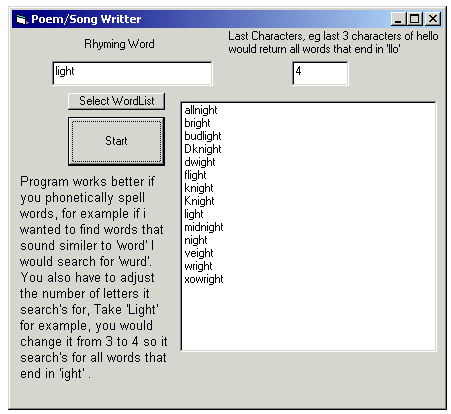 Poem/Song Writter
Rhyming Word
Last Characters, eg last 3 characters of hello
would return all words that end in 'llo'
light
4
Select WordList
Start
allnight
bright
budlight
Dknight
dwight
flight
knight
Knight
light
midnight
night
veight
wright
xowright
Program works better if
you phonetically spell
words, for example if i
wanted to find words that
sound similer to 'word' I
would search for 'wurd'.
You also have to adjust
the number of letters it
search's for, Take 'Light'
for example, you would
change it from 3 to 4 so it
search's for all words that
end in 'ight' .